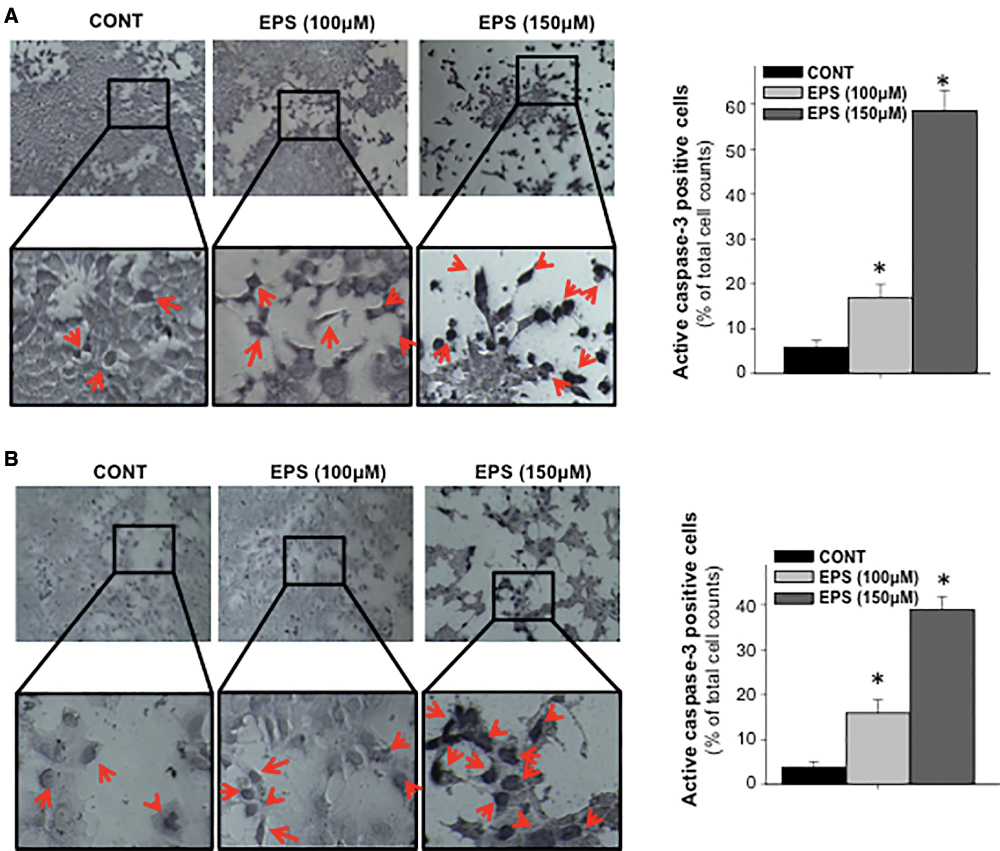 A
CONT
EPS (100µM)
EPS (150µM)
CONT
EPS (100µM)
EPS (150µM)
*
*
60
50
40
30
20
10
0
Active caspase-3 positive cells
(% of total cell counts)
B
CONT
EPS (100µM)
EPS (150µM)
CONT
EPS (100µM)
EPS (150µM)
*
*
40
30
20
10
0
Active caspase-3 positive cells
(% of total cell counts)